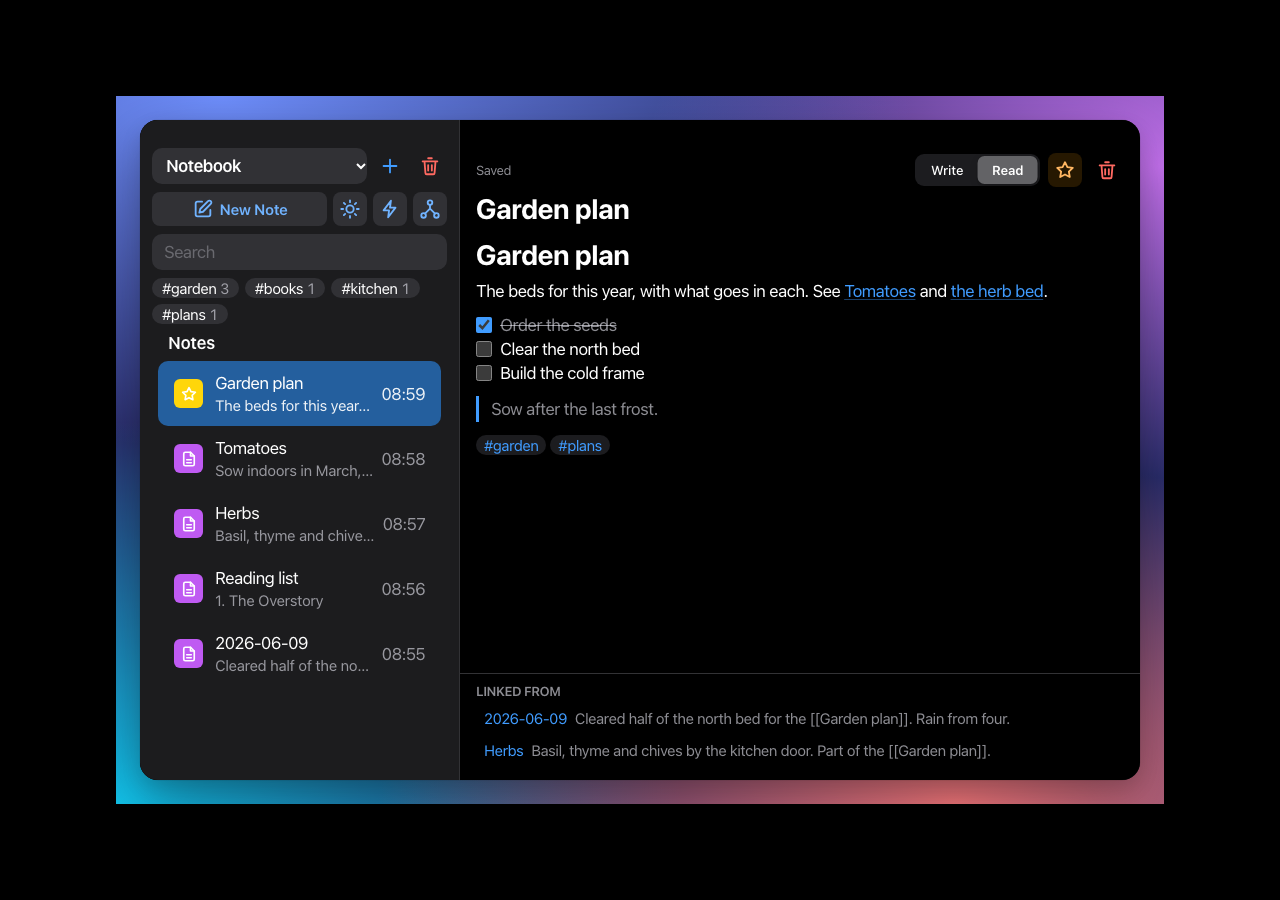 Notebook
New Note
Search
#garden 3 #books 1 #kitchen 1
#plans 1
Notes
Garden plan
The beds for this year...
08:59
Tomatoes
Sow indoors in March,...
08:58
Herbs
Basil, thyme and chive...
08:57
Reading list
1. The Overstory
08:56
2026-06-09
Cleared half of the no...
08:55
Saved
Write Read
Garden plan
Garden plan
The beds for this year, with what goes in each. See Tomatoes and the herb bed.
Order the seeds
Clear the north bed
Build the cold frame
Sow after the last frost.
#garden #plans
LINKED FROM
2026-06-09 Cleared half of the north bed for the [[Garden plan]]. Rain from four.
Herbs Basil, thyme and chives by the kitchen door. Part of the [[Garden plan]].